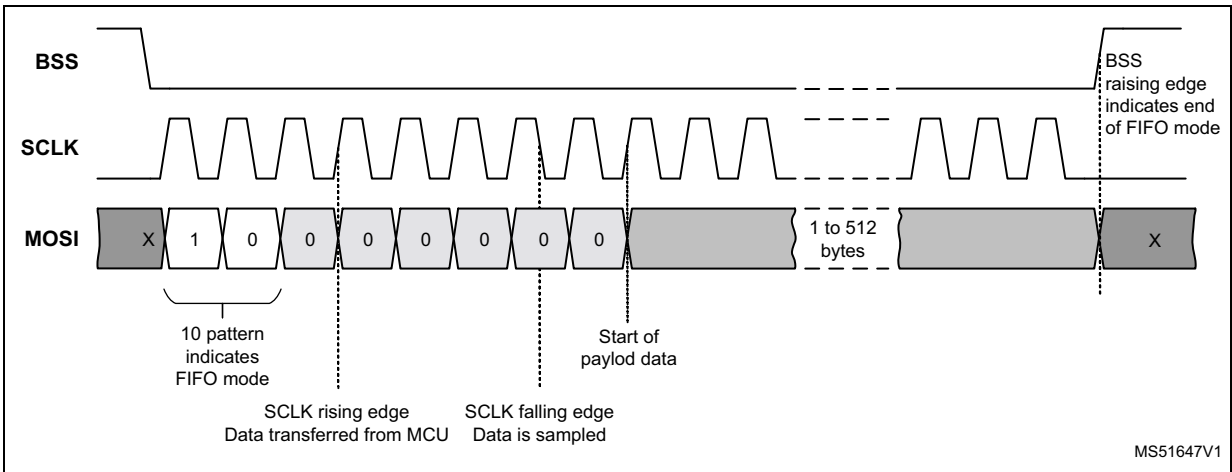 BSS
BSS
raising edge
indicates end
of FIFO mode
SCLK
MOSI
X 1 0 0 0 0 0 0 0
1 to 512
bytes
X
10 pattern
indicates
FIFO mode
Start of
paylod data
SCLK rising edge
Data transferred from MCU
SCLK falling edge
Data is sampled
MS51647V1